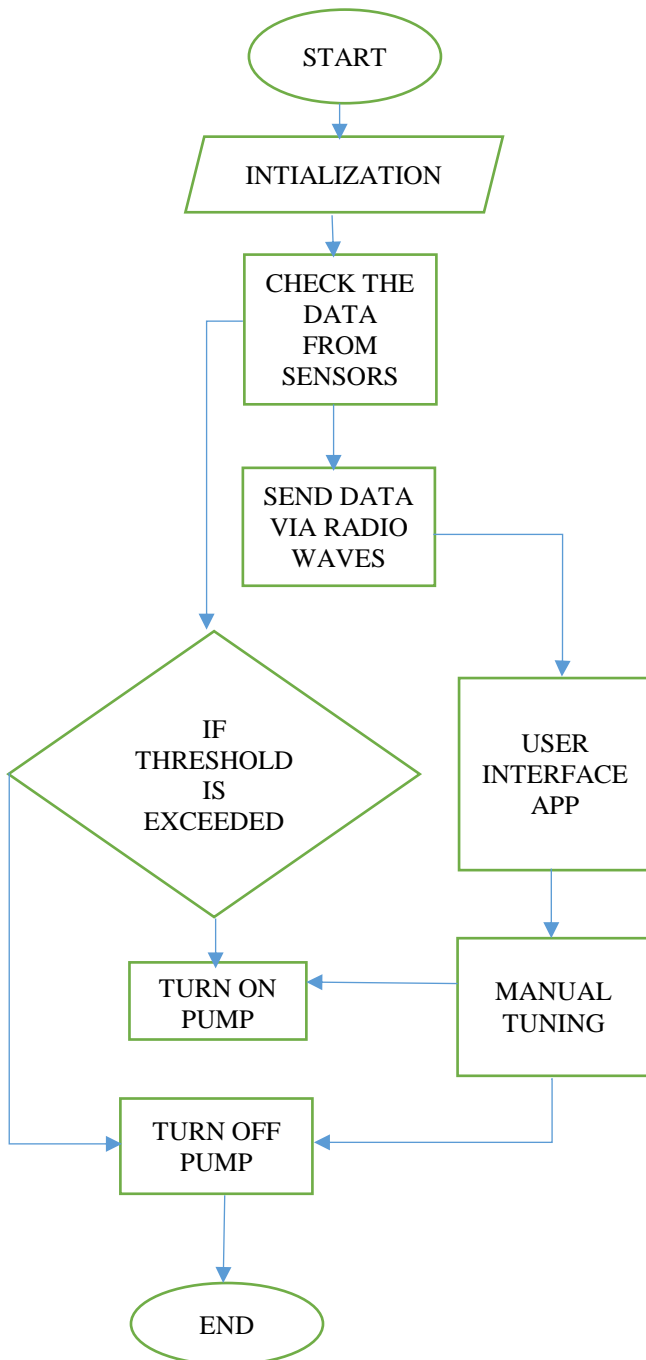 START
INTIALIZATION
CHECK THE
DATA
FROM
SENSORS
SEND DATA
VIA RADIO
WAVES
IF
THRESHOLD
IS
EXCEEDED
USER
INTERFACE
APP
TURN ON
PUMP
MANUAL
TUNING
TURN OFF
PUMP
END